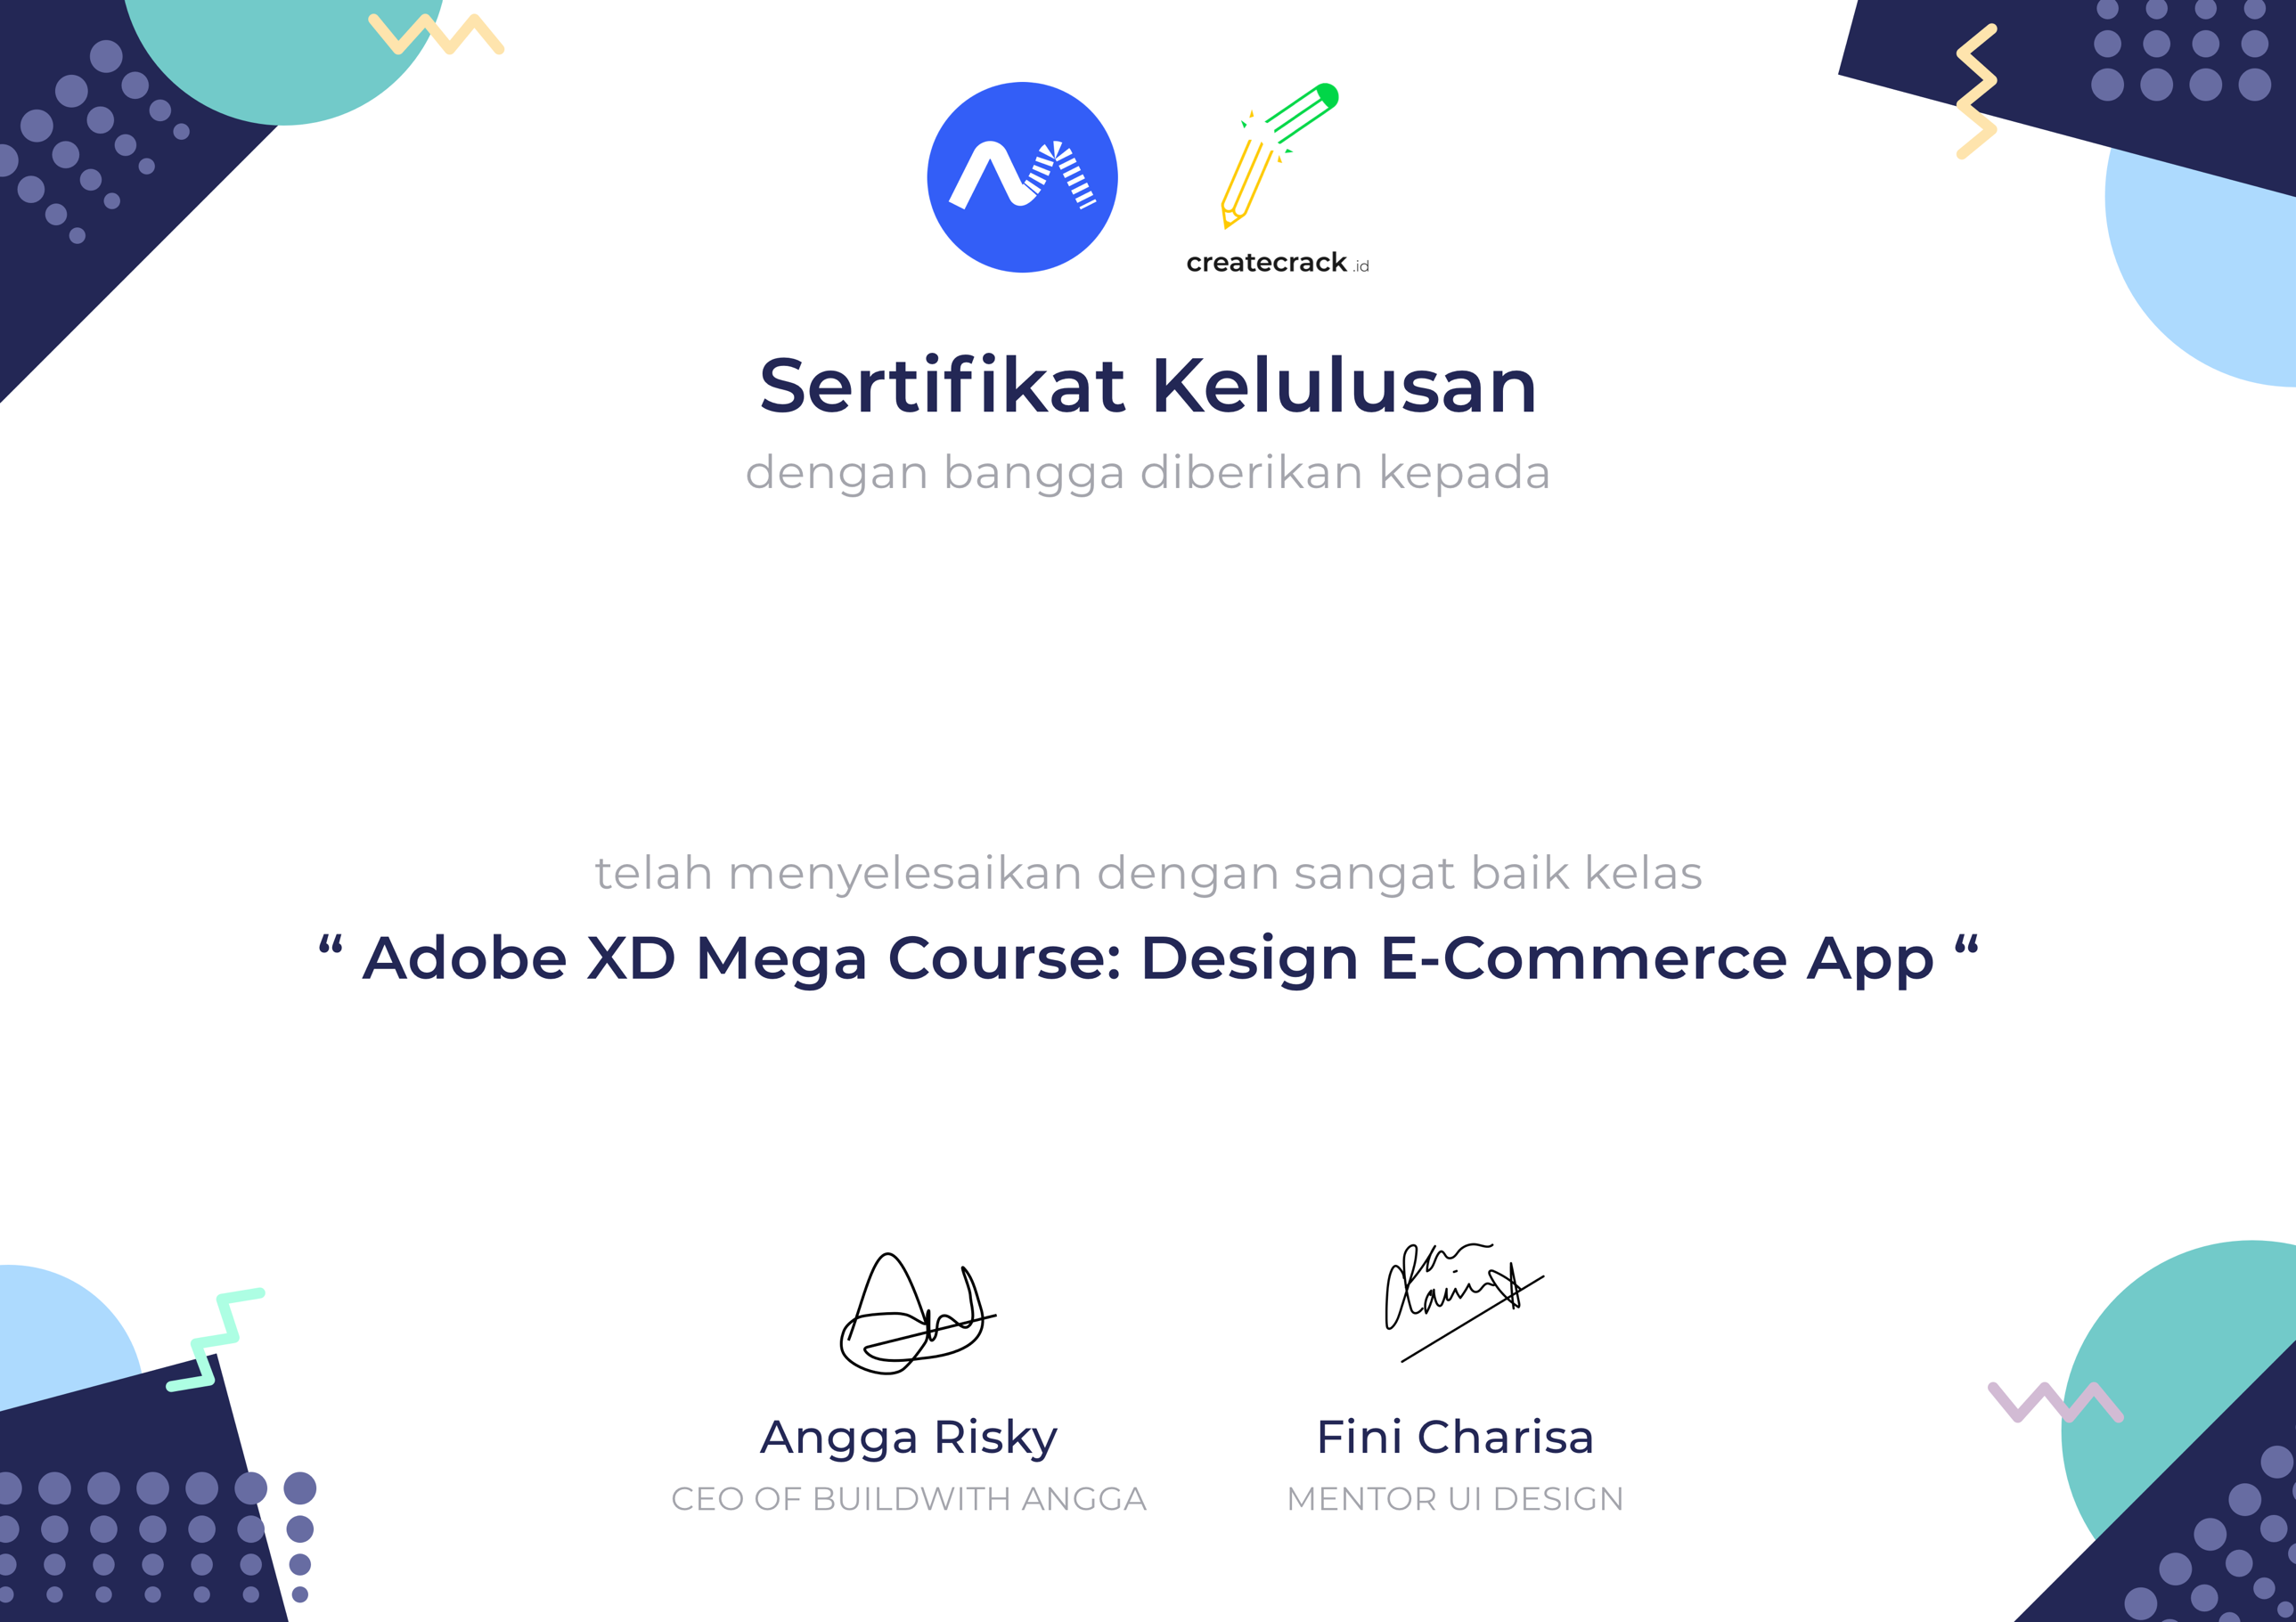 createcrack .id
Sertifikat Kelulusan
dengan bangga diberikan kepada
telah menyelesaikan dengan sangat baik kelas
“ Adobe XD Mega Course: Design E-Commerce App “
Angga Risky
Fini Charisa
CEO OF BUILDWITH ANGGA
MENTOR UI DESIGN